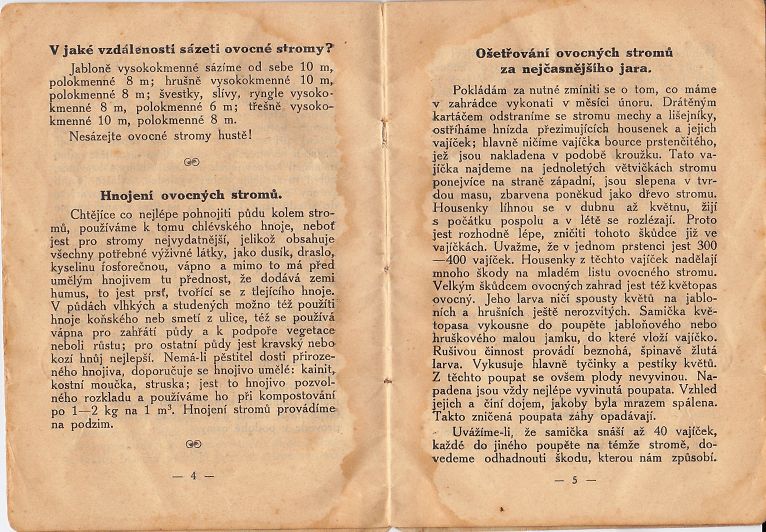 V jaké vzdálenosti sázeti ovocné stromy?
Jabloně vysokokmenné sázíme od sebe 10 m,
polokmenné 8 m; hrušně vysokokmenné 10 m,
polokmenné 8 m; švestky, slívy, ryngle vysoko-
kmenné 8 m, polokmenné 6 m; třešně vysoko-
kmenné 10 m, polokmenné 8 m.
Nesázejte ovocné stromy hustě!
Hnojení ovocných stromů.
Chtějíce co nejlépe pohnojiti půdu kolem stro-
mů, používáme k tomu chlévského hnoje, neboť
jest pro stromy nejvydatnější, jelikož obsahuje
všechny potřebné výživné látky, jako dusík, draslo,
kyselinu fosforečnou, vápno a mimo to má před
umělým hnojivem tu přednost, že dodává zemi
humus, to jest prsť, tvořící se z tlejícího hnoje.
V půdách vlhkých a studených možno též použíti
hnoje koňského neb smetí z ulice, též se používá
vápna pro zahřátí půdy a k podpoře vegetace
neboli růstu; pro ostatní půdy jest kravský nebo
kozí hnůj nejlepší. Nemá-li pěstitel dosti přiroze-
ného hnojiva, doporučuje se hnojivo umělé: kainit,
kostní moučka, struska; jest to hnojivo pozvol-
ného rozkladu a používáme ho při kompostování
po 1—2 kg na 1 m³. Hnojení stromů provádíme
na podzim.
— 4 —
Ošetřování ovocných stromů
za nejčasnějšího jara.
Pokládám za nutné zmíniti se o tom, co máme
v zahrádce vykonati v měsíci únoru. Drátěným
kartáčem odstraníme se stromu mechy a lišejníky,
ostříháme hnízda přezimujících housenek a jejich
vajíček; hlavně ničíme vajíčka bource prstenčitého,
jež jsou nakladena v podobě kroužku. Tato va-
jíčka najdeme na jednoletých větvičkách stromu
ponejvíce na straně západní, jsou slepena v tvr-
dou masu, zbarvena poněkud jako dřevo stromu.
Housenky líhnou se v dubnu až květnu, žijí
s počátku pospolu a v létě se rozlézají. Proto
jest rozhodně lépe, zničiti tohoto škůdce již ve
vajíčkách. Uvažme, že v jednom prstenci jest 300
—400 vajíček. Housenky z těchto vajíček nadělají
mnoho škody na mladém listu ovocného stromu.
Velkým škůdcem ovocných zahrad jest též květopas
ovocný. Jeho larva ničí spousty květů na jablo-
ních a hrušních ještě nerozvitých. Samička kvě-
topasa vykousne do poupěte jabloňového nebo
hruškového malou jamku, do které vloží vajíčko.
Rušivou činnost provádí beznohá, špinavě žlutá
larva. Vykusuje hlavně tyčinky a pestíky květů.
Z těchto poupat se ovšem plody nevyvinou. Na-
padena jsou vždy nejlépe vyvinutá poupata. Vzhled
jejich a činí dojem, jakoby byla mrazem spálena.
Takto zničená poupata záhy opadávají.
Uvážíme-li, že samička snáší až 40 vajíček,
každé do jiného poupěte na témže stromě, do-
vedeme odhadnouti škodu, kterou nám způsobí.
— 5 —